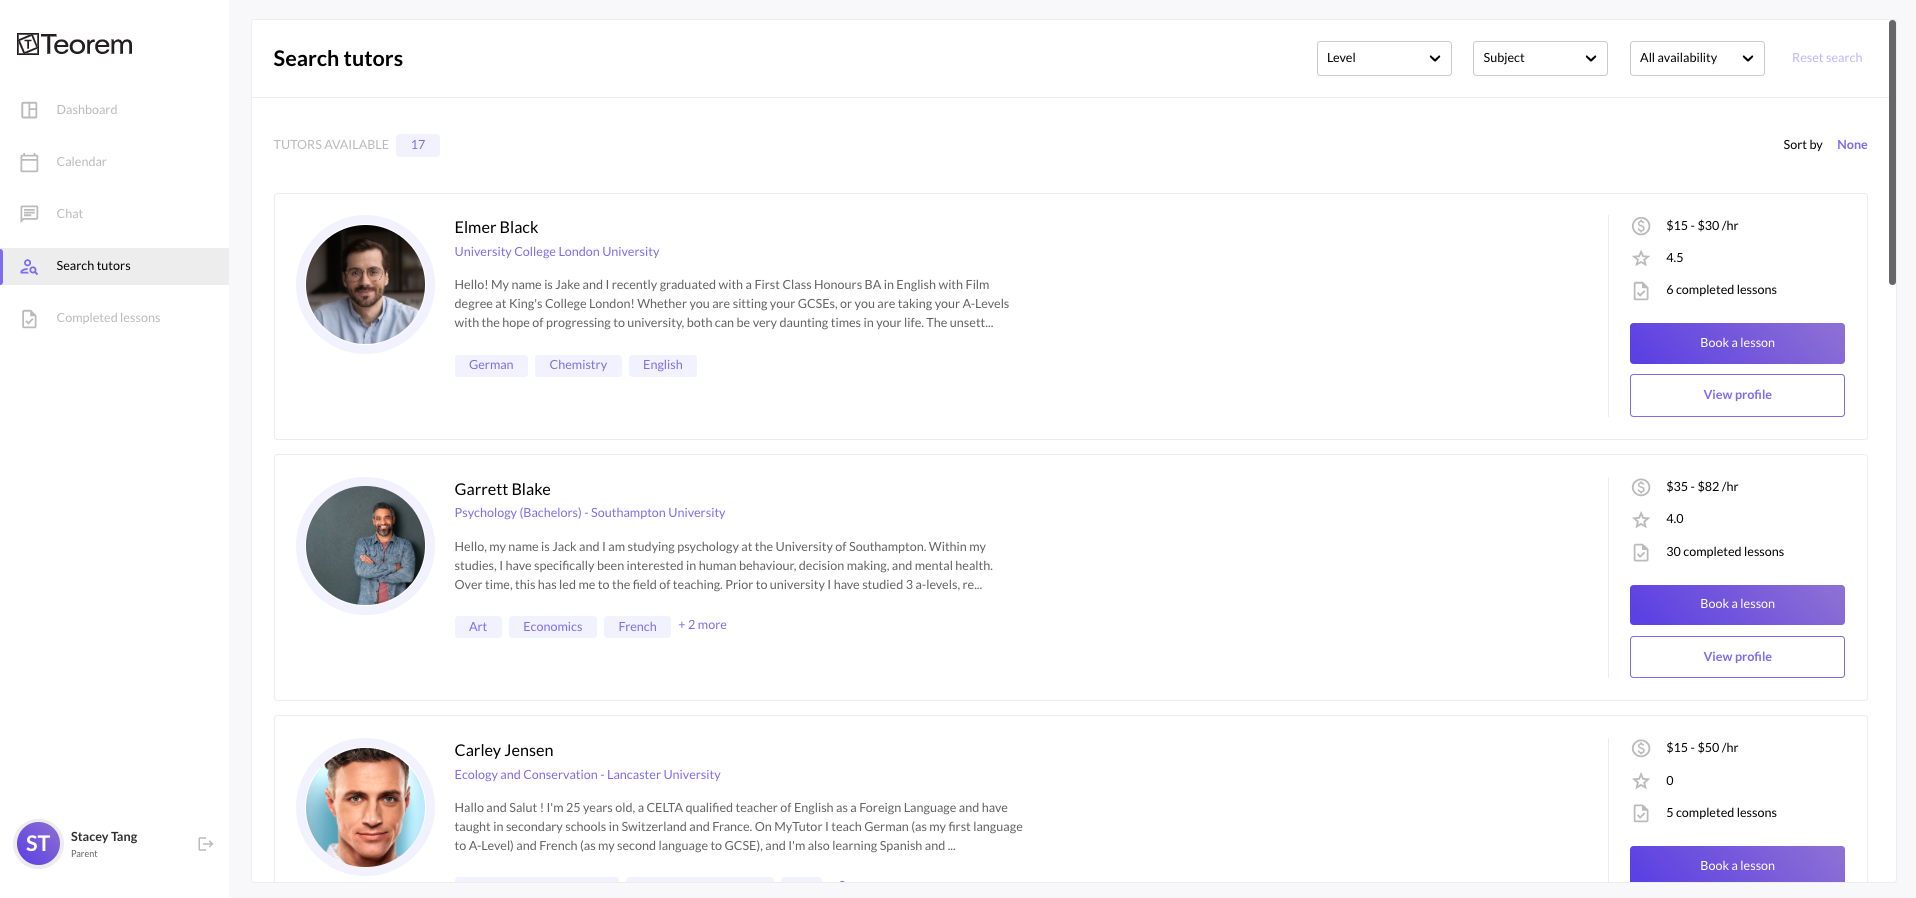 Teorem
Dashboard
Calendar
Chat
Search tutors
Completed lessons
ST
Stacey Tang
Parent
Search tutors
Level
Subject
All availability
Reset search
TUTORS AVAILABLE 17
Sort by None
Elmer Black
University College London University
Hello! My name is Jake and I recently graduated with a First Class Honours BA in English with Film
degree at King's College London! Whether you are sitting your GCSEs, or you are taking your A-Levels
with the hope of progressing to university, both can be very daunting times in your life. The unsett...
German Chemistry English
$15 - $30 /hr
4.5
6 completed lessons
Book a lesson
View profile
Garrett Blake
Psychology (Bachelors) - Southampton University
Hello, my name is Jack and I am studying psychology at the University of Southampton. Within my
studies, I have specifically been interested in human behaviour, decision making, and mental health.
Over time, this has led me to the field of teaching. Prior to university I have studied 3 a-levels, re...
Art Economics French + 2 more
$35 - $82 /hr
4.0
30 completed lessons
Book a lesson
View profile
Carley Jensen
Ecology and Conservation - Lancaster University
Hallo and Salut ! I'm 25 years old, a CELTA qualified teacher of English as a Foreign Language and have
taught in secondary schools in Switzerland and France. On MyTutor I teach German (as my first language
to A-Level) and French (as my second language to GCSE), and I'm also learning Spanish and ...
$15 - $50 /hr
0
5 completed lessons
Book a lesson